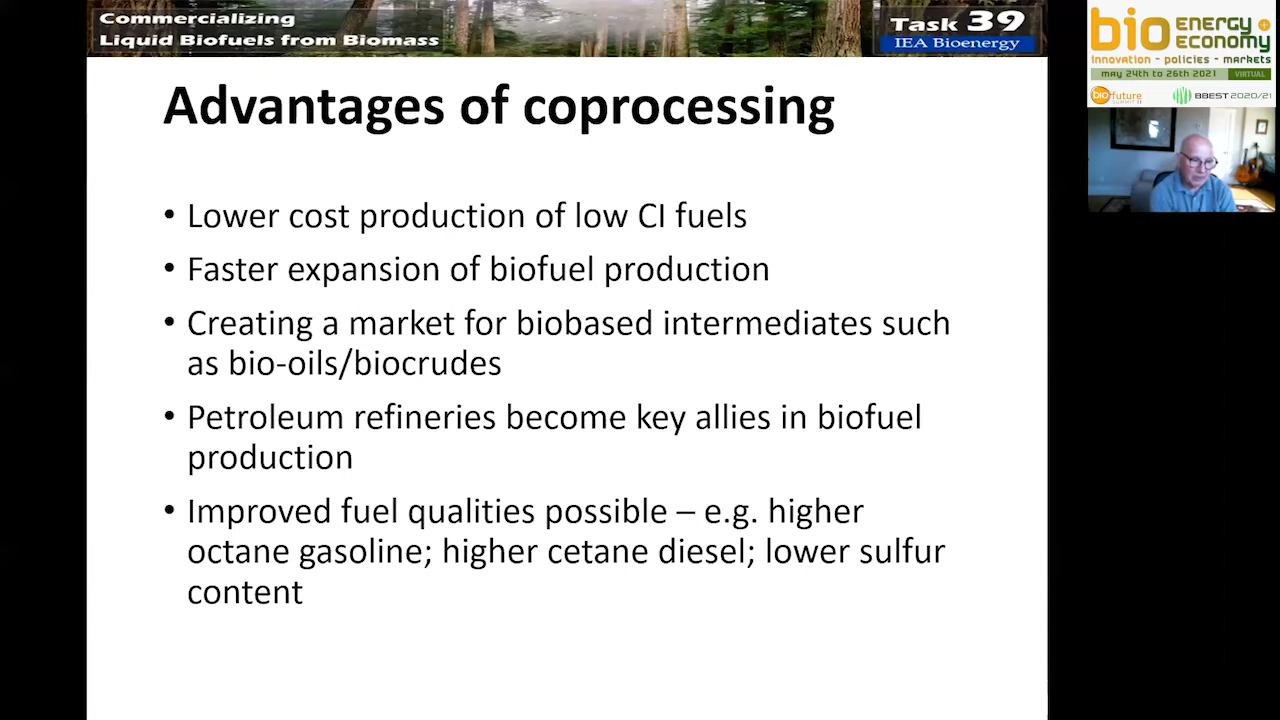 Commercializing
Liquid Biofuels from Biomass
Task 39
IEA Bioenergy
Advantages of coprocessing
• Lower cost production of low CI fuels
• Faster expansion of biofuel production
• Creating a market for biobased intermediates such
as bio-oils/biocrudes
• Petroleum refineries become key allies in biofuel
production
• Improved fuel qualities possible – e.g. higher
octane gasoline; higher cetane diesel; lower sulfur
content
bio ENERGY+
ECONOMY
innovation - policies - markets
may 24th to 26th 2021 VIRTUAL
biofuture
SUMMIT II
BBEST 2020/21